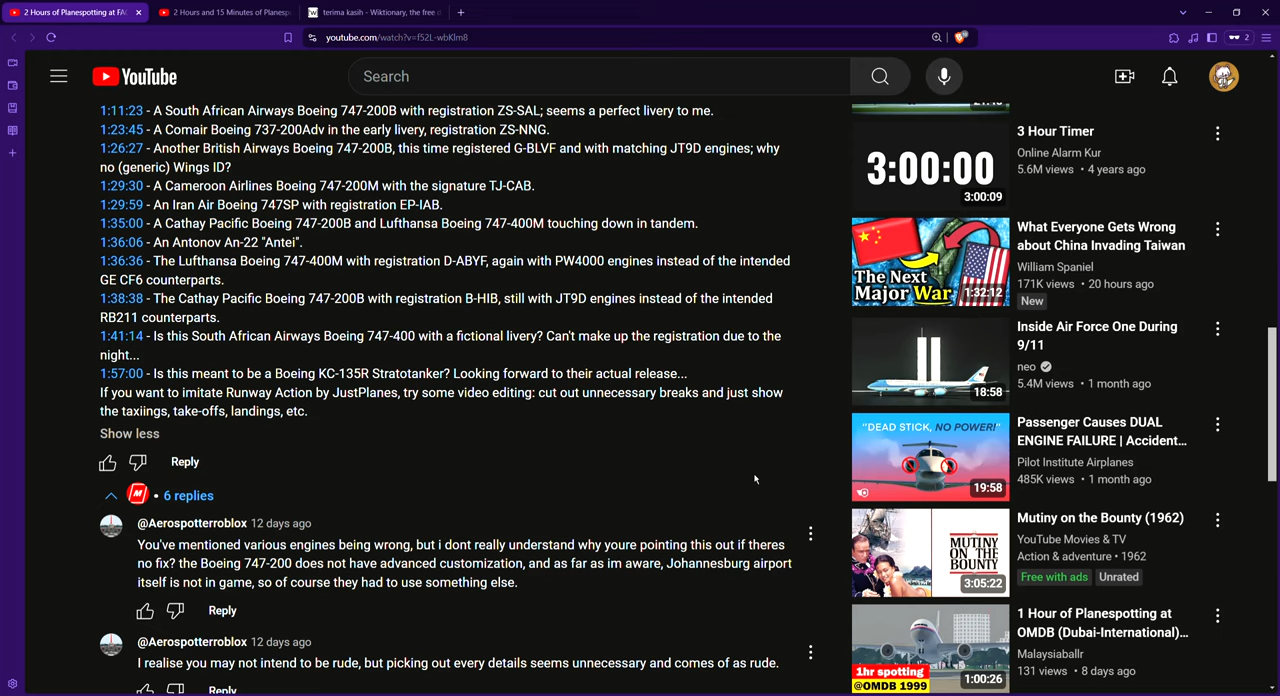 2 Hours of Planespotting at FAC
2 Hours and 15 Minutes of Planesp
terima kasih - Wiktionary, the free d
youtube.com/watch?v=f52L-wbKlm8
2
YouTube
Search
1:11:23 - A South African Airways Boeing 747-200B with registration ZS-SAL; seems a perfect livery to me.
1:23:45 - A Comair Boeing 737-200Adv in the early livery, registration ZS-NNG.
1:26:27 - Another British Airways Boeing 747-200B, this time registered G-BLVF and with matching JT9D engines; why
no (generic) Wings ID?
1:29:30 - A Cameroon Airlines Boeing 747-200M with the signature TJ-CAB.
1:29:59 - An Iran Air Boeing 747SP with registration EP-IAB.
1:35:00 - A Cathay Pacific Boeing 747-200B and Lufthansa Boeing 747-400M touching down in tandem.
1:36:06 - An Antonov An-22 "Antei".
1:36:36 - The Lufthansa Boeing 747-400M with registration D-ABYF, again with PW4000 engines instead of the intended
GE CF6 counterparts.
1:38:38 - The Cathay Pacific Boeing 747-200B with registration B-HIB, still with JT9D engines instead of the intended
RB211 counterparts.
1:41:14 - Is this South African Airways Boeing 747-400 with a fictional livery? Can't make up the registration due to the
night...
1:57:00 - Is this meant to be a Boeing KC-135R Stratotanker? Looking forward to their actual release...
If you want to imitate Runway Action by JustPlanes, try some video editing: cut out unnecessary breaks and just show
the taxiings, take-offs, landings, etc.
Show less
Reply
6 replies
@Aerospotterroblox 12 days ago
You've mentioned various engines being wrong, but i dont really understand why youre pointing this out if theres
no fix? the Boeing 747-200 does not have advanced customization, and as far as im aware, Johannesburg airport
itself is not in game, so of course they had to use something else.
Reply
@Aerospotterroblox 12 days ago
I realise you may not intend to be rude, but picking out every details seems unnecessary and comes of as rude.
Reply
3:00:00
3:00:09
3 Hour Timer
Online Alarm Kur
5.6M views • 4 years ago
The Next
Major War
1:32:12
What Everyone Gets Wrong
about China Invading Taiwan
William Spaniel
171K views • 20 hours ago
New
18:58
Inside Air Force One During
9/11
neo
5.4M views • 1 month ago
"DEAD STICK, NO POWER!"
19:58
Passenger Causes DUAL
ENGINE FAILURE | Accident...
Pilot Institute Airplanes
485K views • 1 month ago
MUTINY
ON THE
BOUNTY
3:05:22
Mutiny on the Bounty (1962)
YouTube Movies & TV
Action & adventure • 1962
Free with ads
Unrated
1hr spotting
@OMDB 1999
1:00:26
1 Hour of Planespotting at
OMDB (Dubai-International)...
Malaysiaballr
131 views • 8 days ago